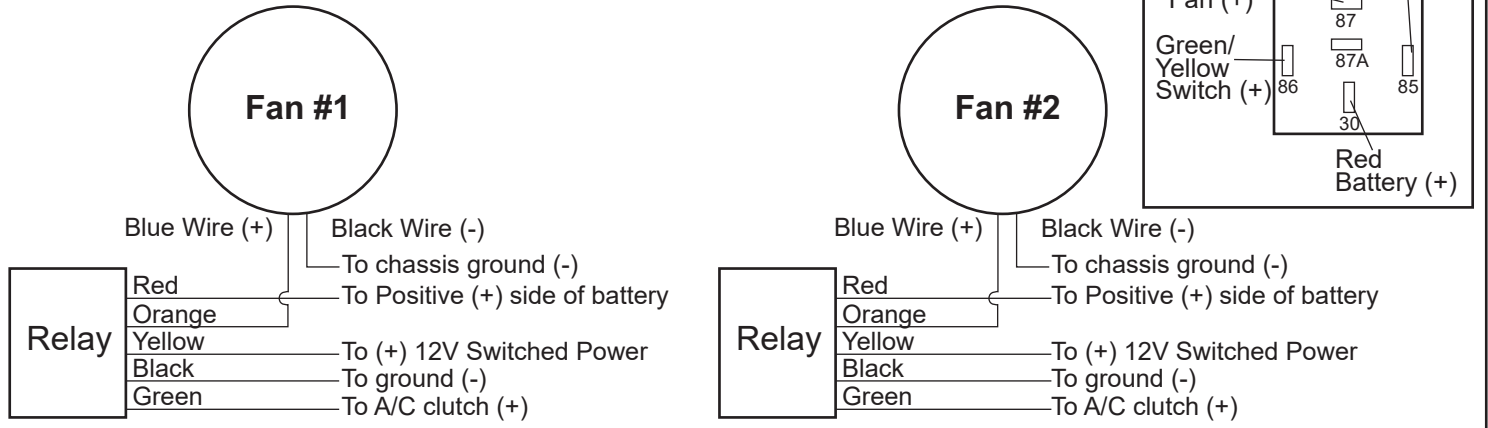 Fan #1
Blue Wire (+)
Black Wire (-)
To chassis ground (-)
Relay
Red
To Positive (+) side of battery
Orange
Yellow
To (+) 12V Switched Power
Black
To ground (-)
Green
To A/C clutch (+)
Fan #2
Blue Wire (+)
Black Wire (-)
To chassis ground (-)
Relay
Red
To Positive (+) side of battery
Orange
Yellow
To (+) 12V Switched Power
Black
To ground (-)
Green
To A/C clutch (+)
Fan (+)
87
Green/
Yellow
Switch (+)
87A
86
85
30
Red
Battery (+)